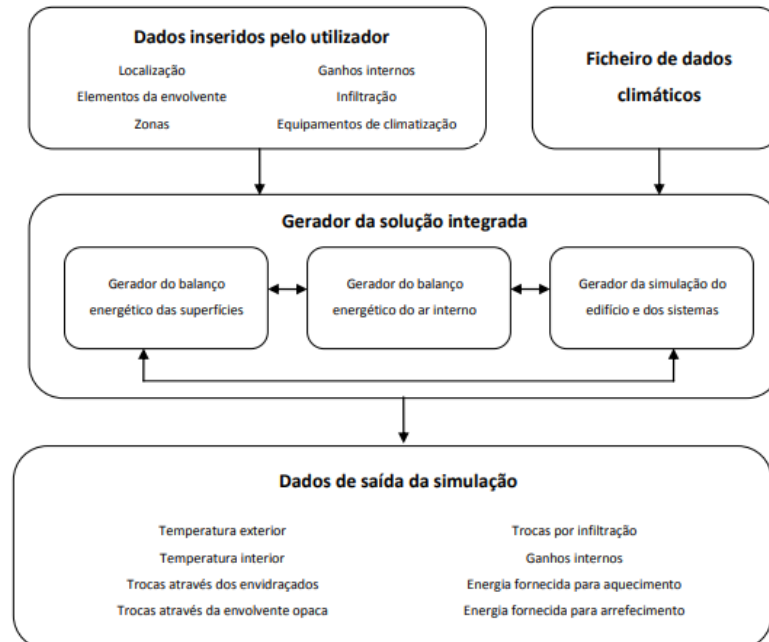 Dados inseridos pelo utilizador
Localização
Ganhos internos
Elementos da envolvente
Infiltração
Zonas
Equipamentos de climatização
Ficheiro de dados
climáticos
Gerador da solução integrada
Gerador do balanço
energético das superfícies
Gerador do balanço
energético do ar interno
Gerador da simulação do
edifício e dos sistemas
Dados de saída da simulação
Temperatura exterior
Trocas por infiltração
Temperatura interior
Ganhos internos
Trocas através dos envidraçados
Energia fornecida para aquecimento
Trocas através da envolvente opaca
Energia fornecida para arrefecimento